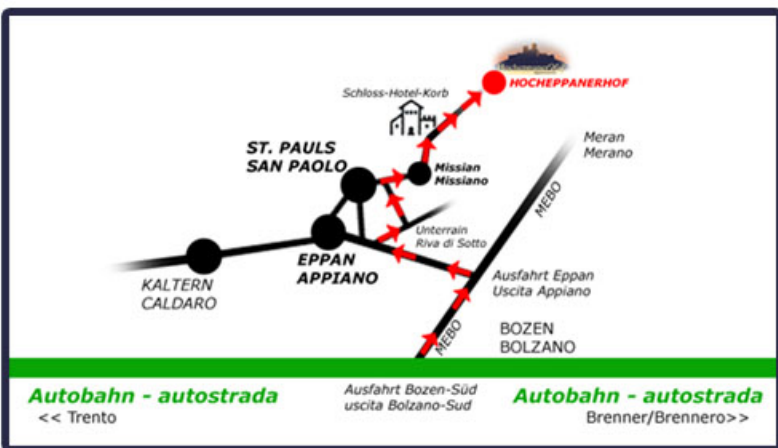 Schloss-Hotel-Korb
HOCHEPPANERHOF
ST. PAULS
SAN PAOLO
Missian
Missiano
Meran
Merano
MEBO
Unterrain
Riva di Sotto
EPPAN
APPIANO
KALTERN
CALDARO
Ausfahrt Eppan
Uscita Appiano
MEBO
BOZEN
BOLZANO
Autobahn - autostrada
<< Trento
Ausfahrt Bozen-Süd
uscita Bolzano-Sud
Autobahn - autostrada
Brenner/Brennero>>